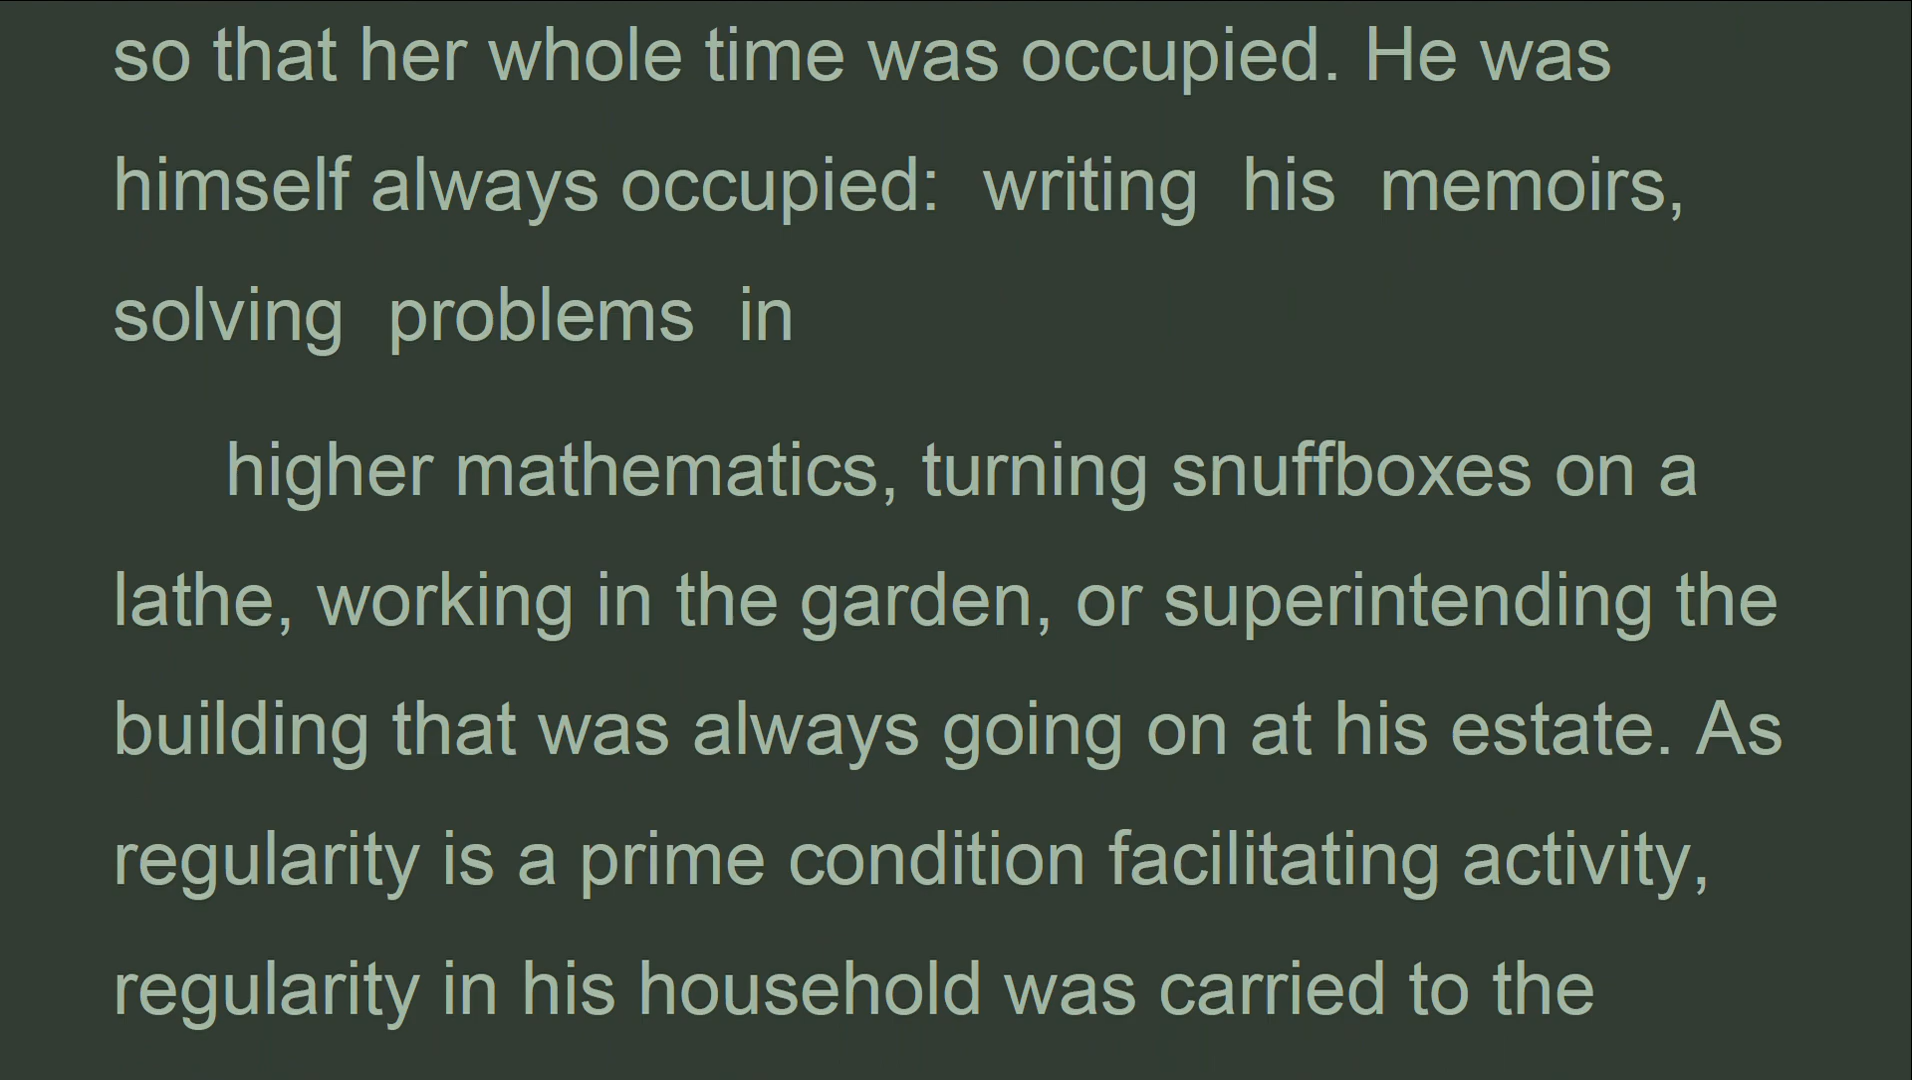 so that her whole time was occupied. He was
himself always occupied: writing his memoirs,
solving problems in
higher mathematics, turning snuffboxes on a
lathe, working in the garden, or superintending the
building that was always going on at his estate. As
regularity is a prime condition facilitating activity,
regularity in his household was carried to the